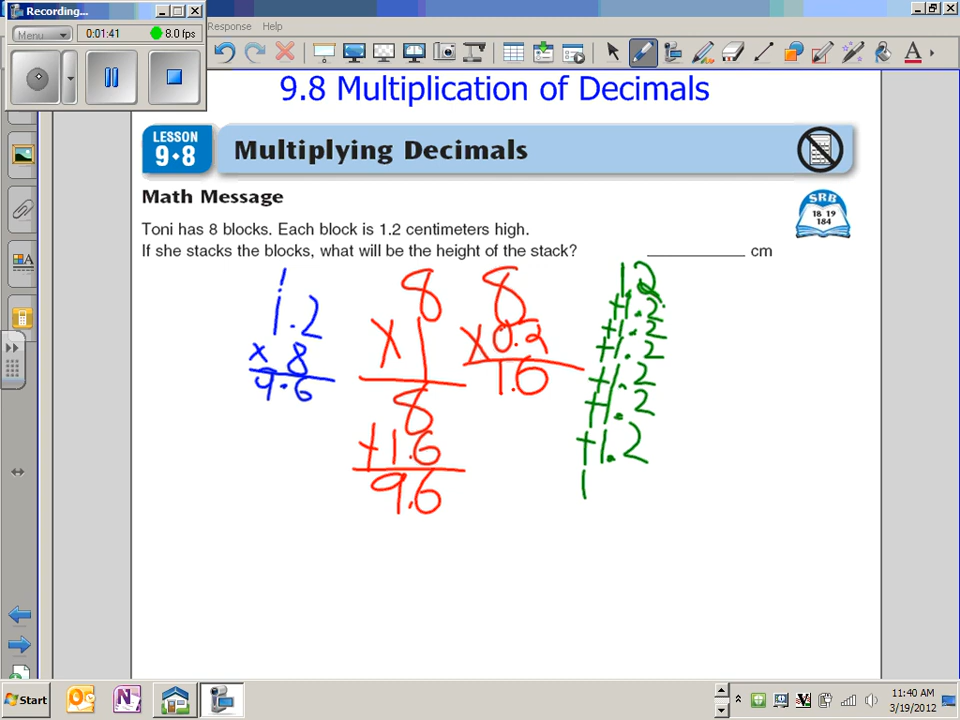 Recording...
Menu
0:01:41
8.0 fps
Response Help
9.8 Multiplication of Decimals
LESSON
9•8
Multiplying Decimals
Math Message
SRB
18 19
184
Toni has 8 blocks. Each block is 1.2 centimeters high.
If she stacks the blocks, what will be the height of the stack? __________ cm
1
1.2
x 8
9.6
8
x 1
8
+1.6
9.6
8
x0.2
1.6
1.2
+1.2
+1.2
+1.2
+1.2
+1.2
+1.2
1
Start
11:40 AM
3/19/2012